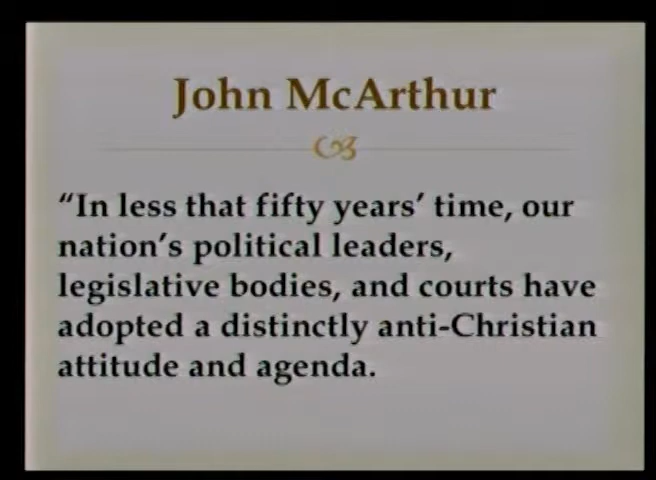 John McArthur
“In less that fifty years’ time, our
nation’s political leaders,
legislative bodies, and courts have
adopted a distinctly anti-Christian
attitude and agenda.